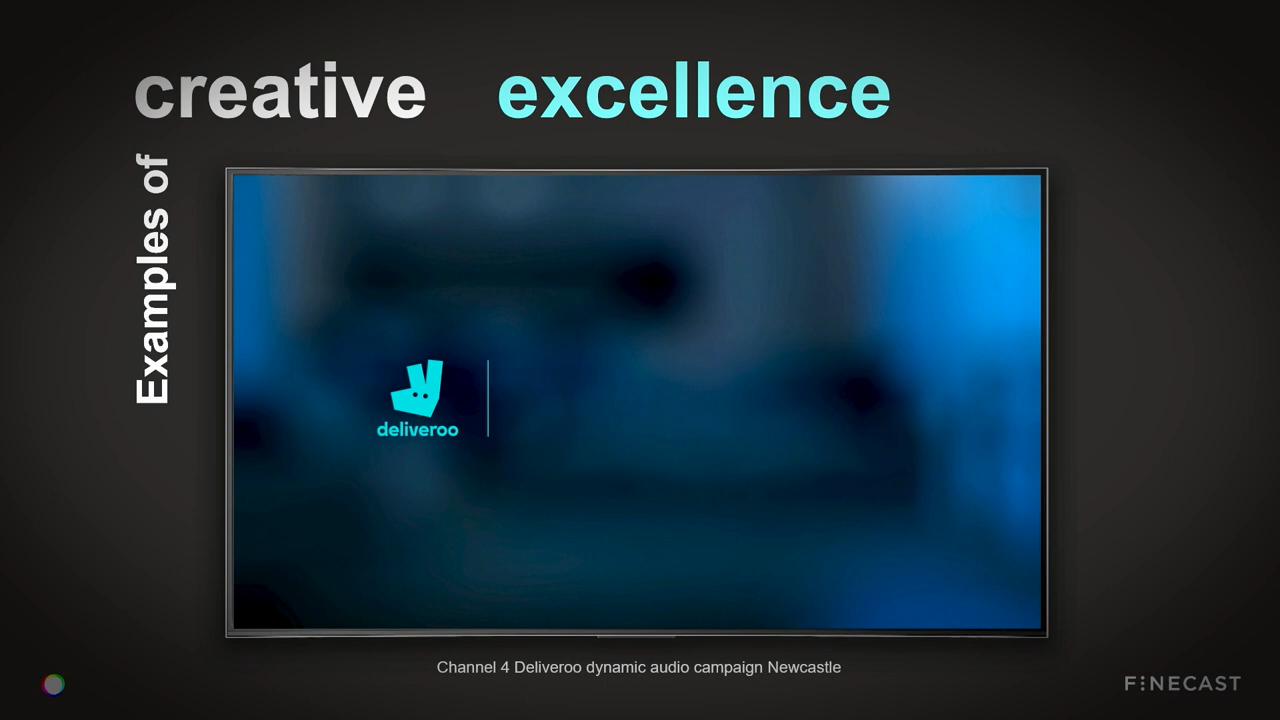 Examples of
creative excellence
deliveroo
Channel 4 Deliveroo dynamic audio campaign Newcastle
FINECAST